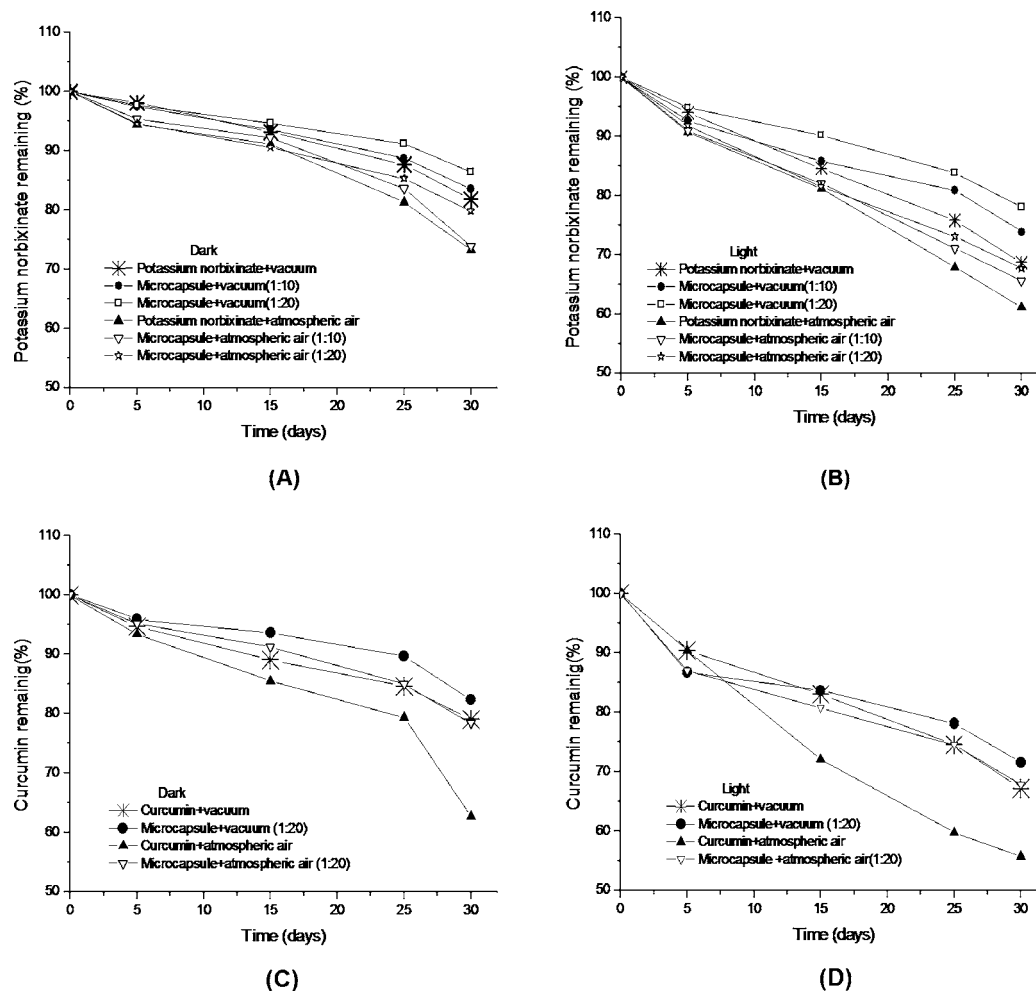 110
100
90
80
70
60
50
Potassium norbixinate remaining (%)
Dark
Potassium norbixinate+vacuum
Microcapsule+vacuum(1:10)
Microcapsule+vacuum(1:20)
Potassium norbixinate+atmospheric air
Microcapsule+atmospheric air (1:10)
Microcapsule+atmospheric air (1:20)
0 5 10 15 20 25 30
Time (days)
(A)
110
100
90
80
70
60
50
Potassium norbixinate remaining (%)
Light
Potassium norbixinate+vacuum
Microcapsule+vacuum(1:10)
Microcapsule+vacuum(1:20)
Potassium norbixinate+atmospheric air
Microcapsule+atmospheric air (1:10)
Microcapsule+atmospheric air (1:20)
0 5 10 15 20 25 30
Time (days)
(B)
110
100
90
80
70
60
50
Curcumin remainig(%)
Dark
Curcumin+vacuum
Microcapsule+vacuum (1:20)
Curcumin+atmospheric air
Microcapsule+atmospheric air (1:20)
0 5 10 15 20 25 30
Time (days)
(C)
110
100
90
80
70
60
50
Curcumin remaining(%)
Light
Curcumin+vacuum
Microcapsule+vacuum (1:20)
Curcumin+atmospheric air
Microcapsule +atmospheric air(1:20)
0 5 10 15 20 25 30
Time (days)
(D)